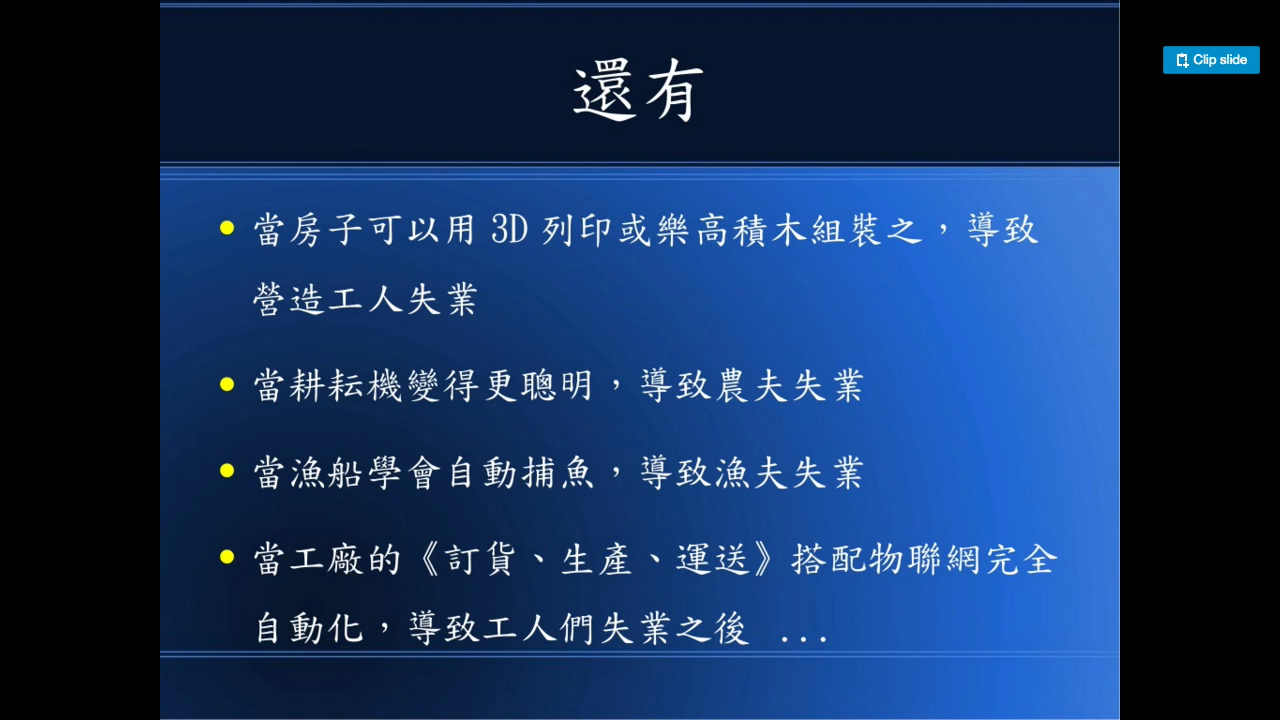 還有
Clip slide
當房子可以用 3D 列印或樂高積木組裝之，導致
營造工人失業
當耕耘機變得更聰明，導致農夫失業
當漁船學會自動捕魚，導致漁夫失業
當工廠的《訂貨、生產、運送》搭配物聯網完全
自動化，導致工人們失業之後 ...